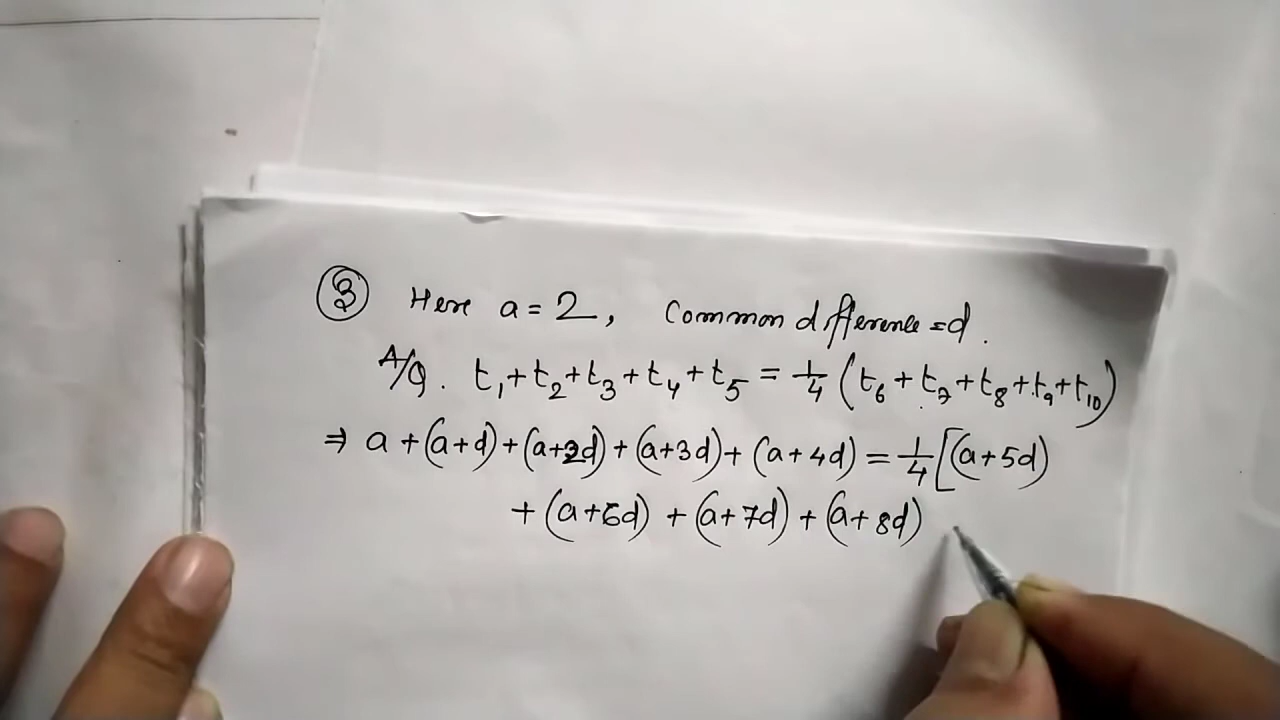 ③ Here a = 2, Common difference = d.
A/Q. t₁ + t₂ + t₃ + t₄ + t₅ = 1/4 (t₆ + t₇ + t₈ + t₉ + t₁₀)
⇒ a + (a+d) + (a+2d) + (a+3d) + (a+4d) = 1/4 [(a+5d)
+ (a+6d) + (a+7d) + (a+8d)